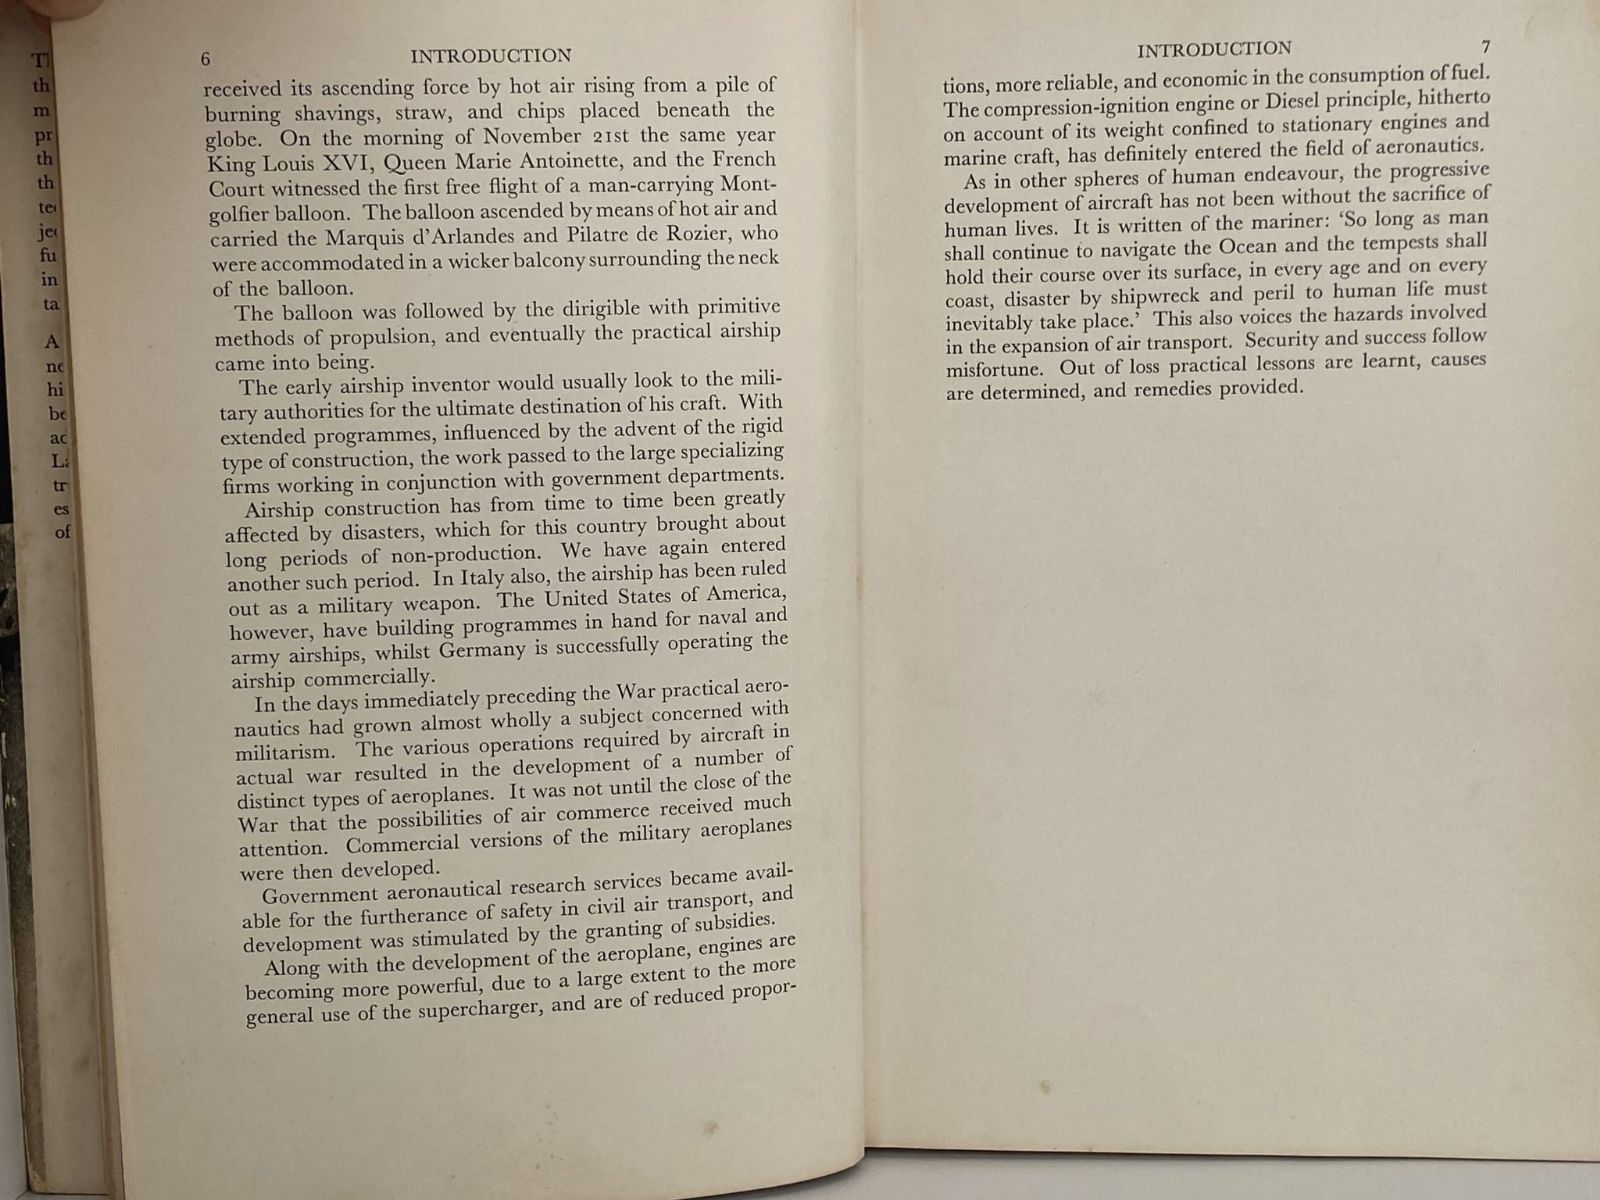 Tl
th
m
pr
th
th
te
je
fu
in
ta
A
ne
hi
be
ac
L
tr
es
of
6
INTRODUCTION
received its ascending force by hot air rising from a pile of
burning shavings, straw, and chips placed beneath the
globe. On the morning of November 21st the same year
King Louis XVI, Queen Marie Antoinette, and the French
Court witnessed the first free flight of a man-carrying Mont-
golfier balloon. The balloon ascended by means of hot air and
carried the Marquis d'Arlandes and Pilatre de Rozier, who
were accommodated in a wicker balcony surrounding the neck
of the balloon.
The balloon was followed by the dirigible with primitive
methods of propulsion, and eventually the practical airship
came into being.
The early airship inventor would usually look to the mili-
tary authorities for the ultimate destination of his craft. With
extended programmes, influenced by the advent of the rigid
type of construction, the work passed to the large specializing
firms working in conjunction with government departments.
Airship construction has from time to time been greatly
affected by disasters, which for this country brought about
long periods of non-production. We have again entered
another such period. In Italy also, the airship has been ruled
out as a military weapon. The United States of America,
however, have building programmes in hand for naval and
army airships, whilst Germany is successfully operating the
airship commercially.
In the days immediately preceding the War practical aero-
nautics had grown almost wholly a subject concerned with
militarism. The various operations required by aircraft in
actual war resulted in the development of a number of
distinct types of aeroplanes. It was not until the close of the
War that the possibilities of air commerce received much
attention. Commercial versions of the military aeroplanes
were then developed.
Government aeronautical research services became avail-
able for the furtherance of safety in civil air transport, and
development was stimulated by the granting of subsidies.
Along with the development of the aeroplane, engines are
becoming more powerful, due to a large extent to the more
general use of the supercharger, and are of reduced propor-
INTRODUCTION
7
tions, more reliable, and economic in the consumption of fuel.
The compression-ignition engine or Diesel principle, hitherto
on account of its weight confined to stationary engines and
marine craft, has definitely entered the field of aeronautics.
As in other spheres of human endeavour, the progressive
development of aircraft has not been without the sacrifice of
human lives. It is written of the mariner: 'So long as man
shall continue to navigate the Ocean and the tempests shall
hold their course over its surface, in every age and on every
coast, disaster by shipwreck and peril to human life must
inevitably take place.' This also voices the hazards involved
in the expansion of air transport. Security and success follow
misfortune. Out of loss practical lessons are learnt, causes
are determined, and remedies provided.